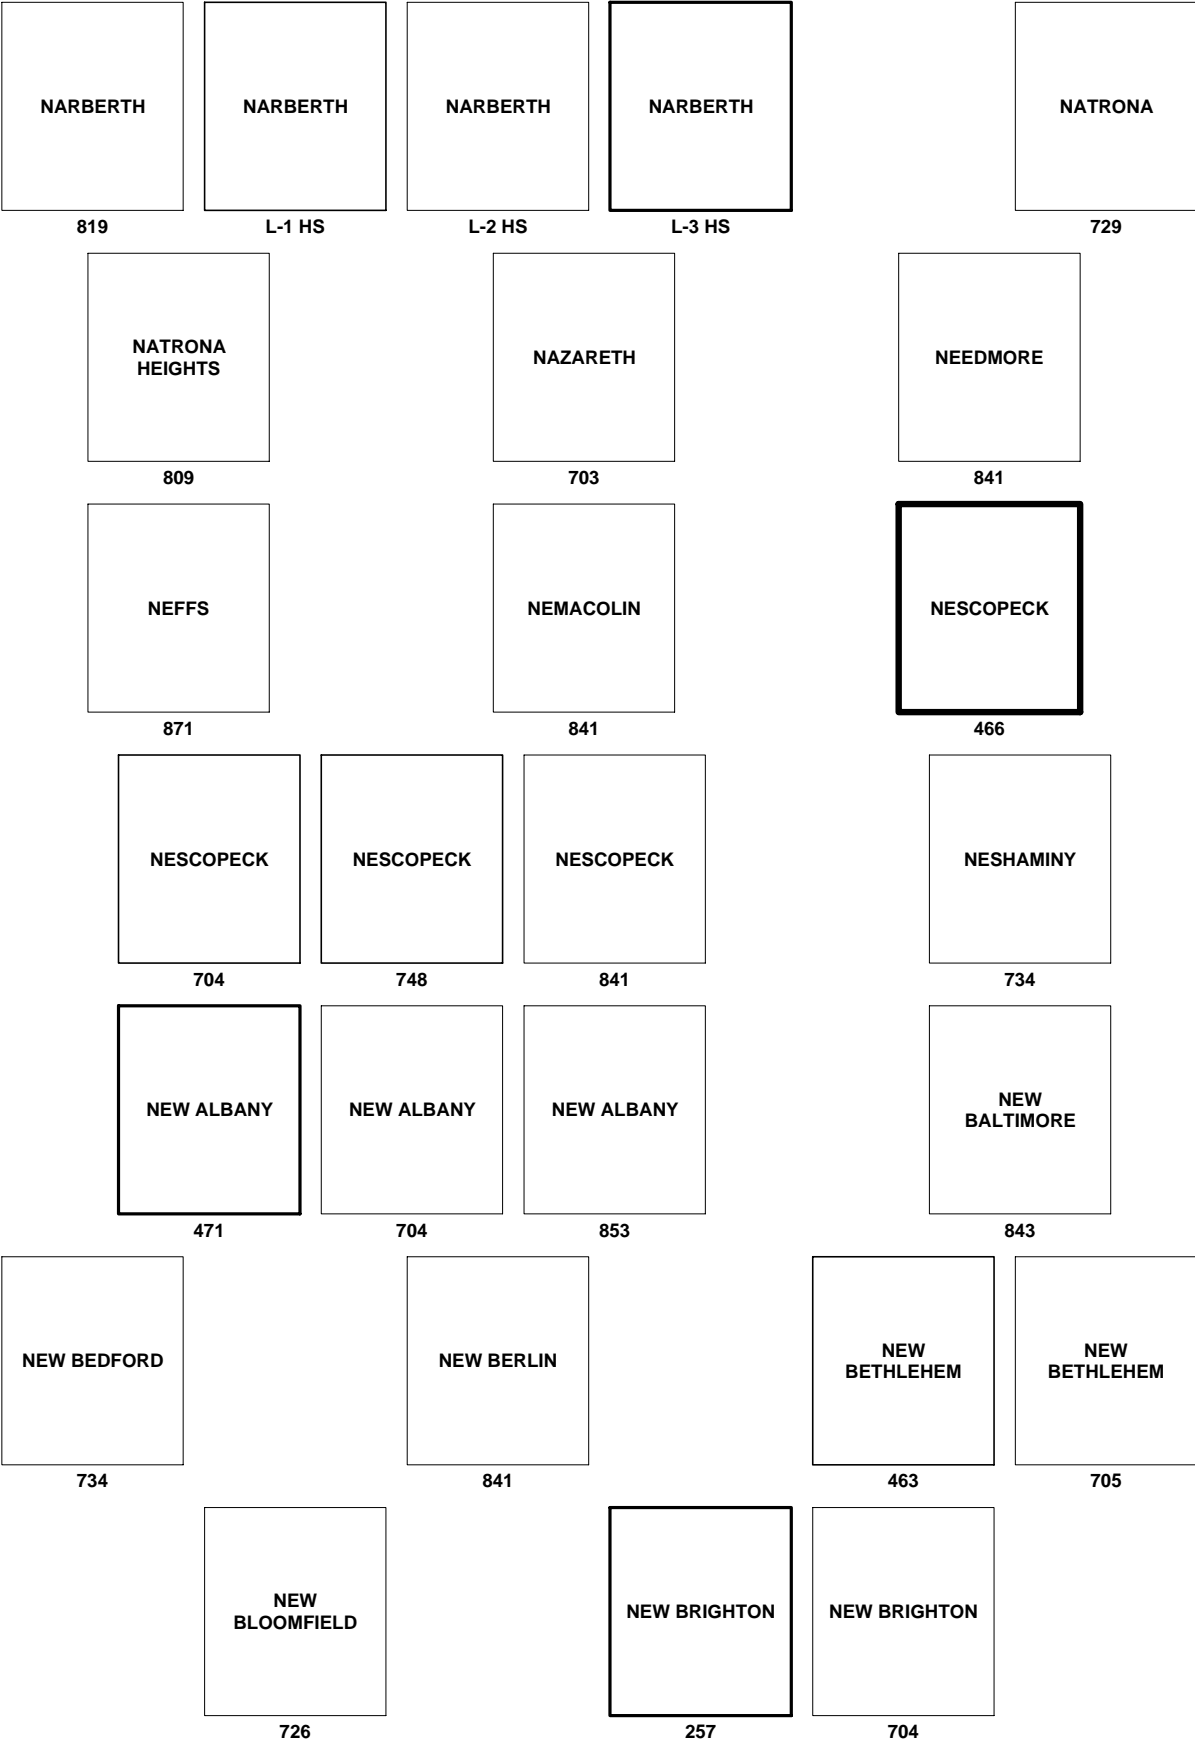 NARBERTH
NARBERTH
NARBERTH
NARBERTH
NATRONA
819
L-1 HS
L-2 HS
L-3 HS
729
NATRONA
HEIGHTS
NAZARETH
NEEDMORE
809
703
841
NEFFS
NEMACOLIN
NESCOPECK
871
841
466
NESCOPECK
NESCOPECK
NESCOPECK
NESHAMINY
704
748
841
734
NEW ALBANY
NEW ALBANY
NEW ALBANY
NEW
BALTIMORE
471
704
853
843
NEW BEDFORD
NEW BERLIN
NEW
BETHLEHEM
NEW
BETHLEHEM
734
841
463
705
NEW
BLOOMFIELD
NEW BRIGHTON
NEW BRIGHTON
726
257
704